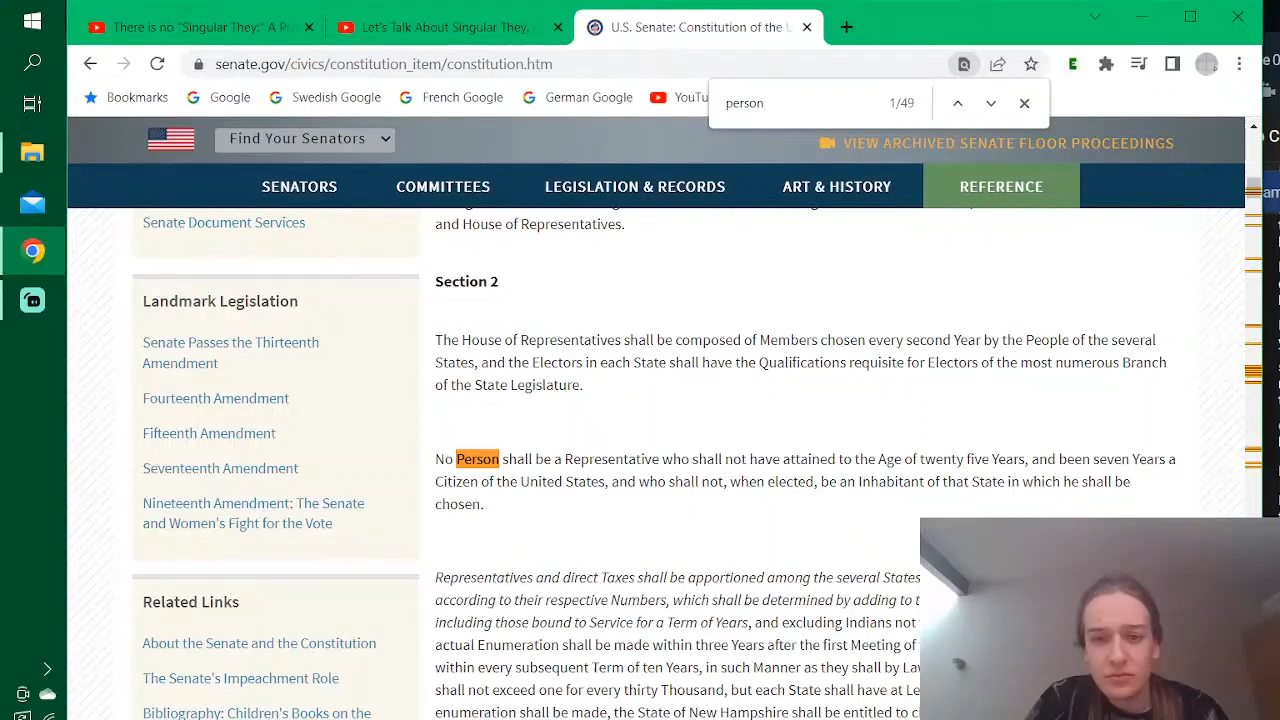 There is no "Singular They:" A P
Let's Talk About Singular They.
U.S. Senate: Constitution of the U
senate.gov/civics/constitution_item/constitution.htm
Bookmarks
Google
Swedish Google
French Google
German Google
YouTu
person
1/49
Find Your Senators
VIEW ARCHIVED SENATE FLOOR PROCEEDINGS
SENATORS
COMMITTEES
LEGISLATION & RECORDS
ART & HISTORY
REFERENCE
Senate Document Services
and House of Representatives.
Section 2
Landmark Legislation
Senate Passes the Thirteenth
Amendment
Fourteenth Amendment
Fifteenth Amendment
Seventeenth Amendment
Nineteenth Amendment: The Senate
and Women's Fight for the Vote
The House of Representatives shall be composed of Members chosen every second Year by the People of the several
States, and the Electors in each State shall have the Qualifications requisite for Electors of the most numerous Branch
of the State Legislature.
No Person shall be a Representative who shall not have attained to the Age of twenty five Years, and been seven Years a
Citizen of the United States, and who shall not, when elected, be an Inhabitant of that State in which he shall be
chosen.
Representatives and direct Taxes shall be apportioned among the several States
according to their respective Numbers, which shall be determined by adding to t
including those bound to Service for a Term of Years, and excluding Indians not
actual Enumeration shall be made within three Years after the first Meeting of
within every subsequent Term of ten Years, in such Manner as they shall by Law
shall not exceed one for every thirty Thousand, but each State shall have at Le
enumeration shall be made, the State of New Hampshire shall be entitled to c
Related Links
About the Senate and the Constitution
The Senate's Impeachment Role
Bibliography: Children's Books on the